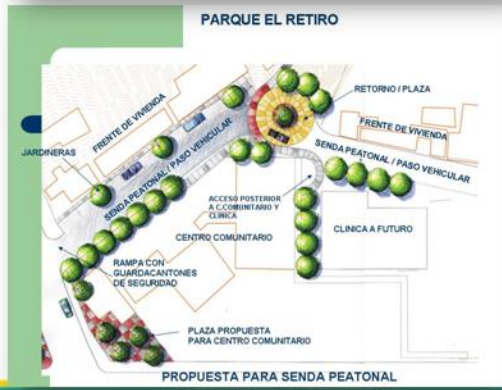 PARQUE EL RETIRO
RETORNO / PLAZA
FRENTE DE VIVIENDA
FRENTE DE VIVIENDA
JARDINERAS
SENDA PEATONAL / PASO VEHICULAR
SENDA PEATONAL / PASO VEHICULAR
ACCESO POSTERIOR
A C.COMUNITARIO Y
CLINICA
CENTRO COMUNITARIO
CLINICA A FUTURO
RAMPA CON
GUARDACANTONES
DE SEGURIDAD
PLAZA PROPUESTA
PARA CENTRO COMUNITARIO
PROPUESTA PARA SENDA PEATONAL